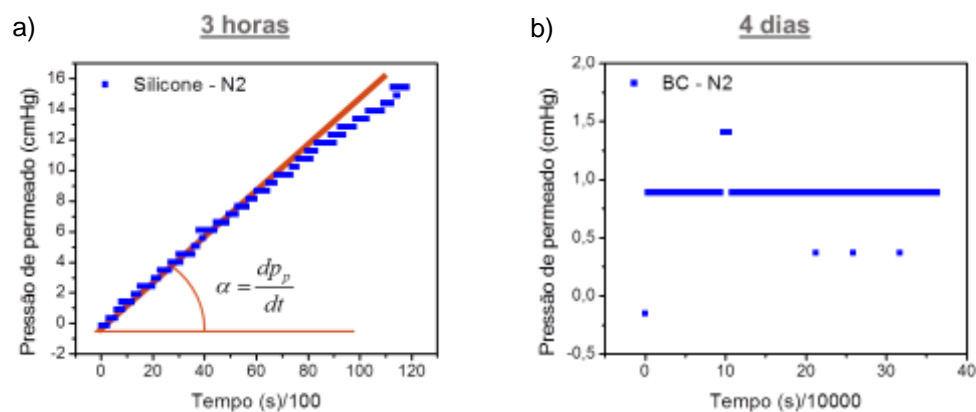 a)
3 horas
Silicone - N2
Pressão de permeado (cmHg)
16
14
12
10
8
6
4
2
0
-2
α = dp_p / dt
0 20 40 60 80 100 120
Tempo (s)/100
b)
4 dias
BC - N2
Pressão de permeado (cmHg)
2,0
1,5
1,0
0,5
0,0
-0,5
0 10 20 30 40
Tempo (s)/10000